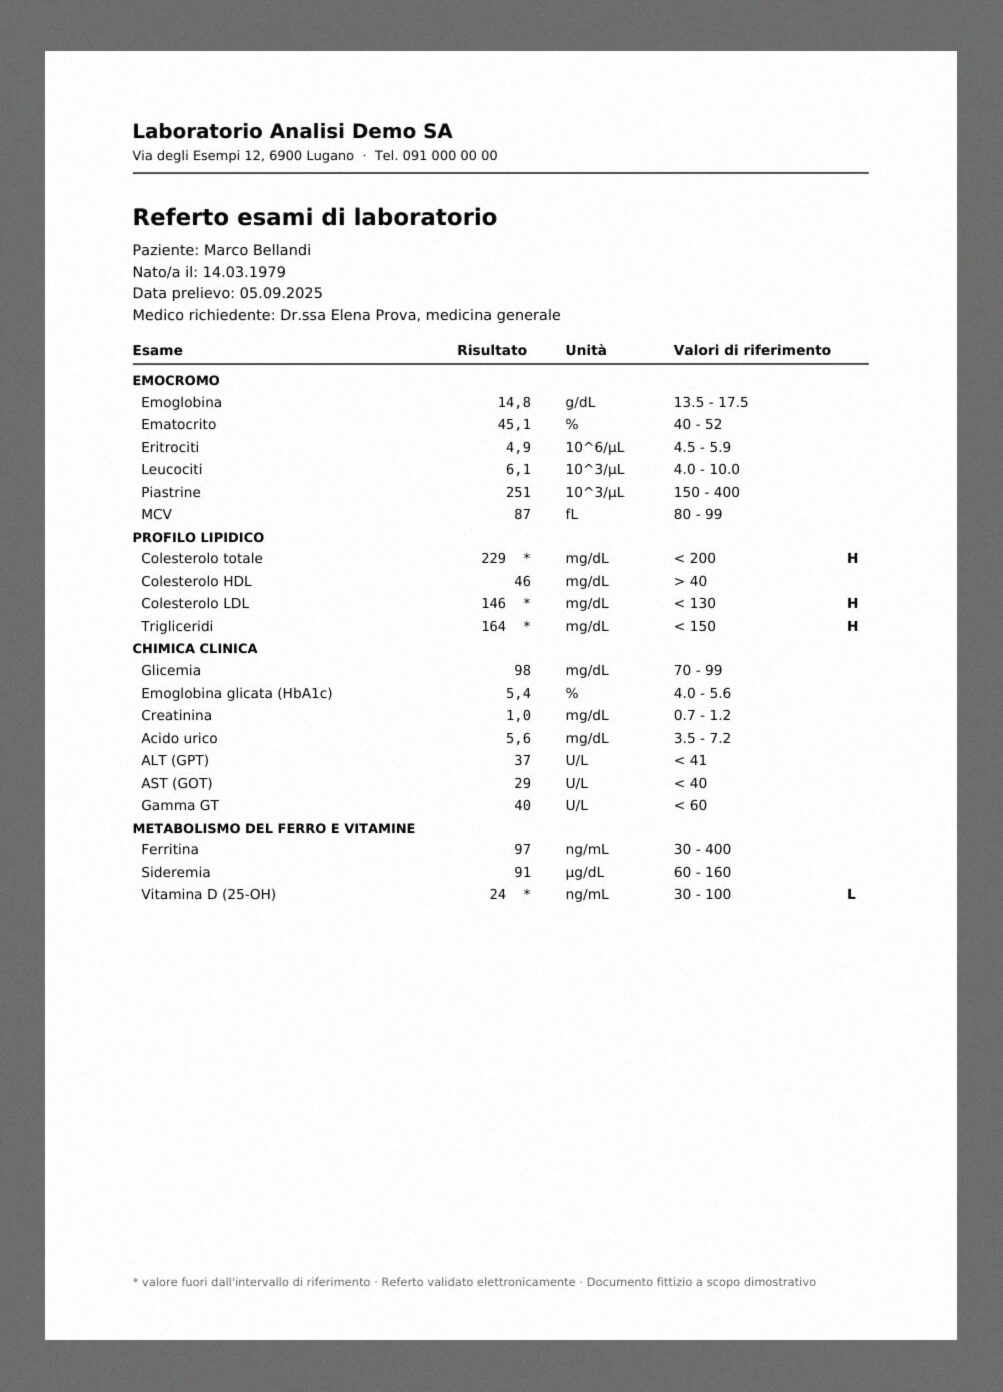 Laboratorio Analisi Demo SA
Via degli Esempi 12, 6900 Lugano · Tel. 091 000 00 00
Referto esami di laboratorio
Paziente: Marco Bellandi
Nato/a il: 14.03.1979
Data prelievo: 05.09.2025
Medico richiedente: Dr.ssa Elena Prova, medicina generale
Esame Risultato Unità Valori di riferimento
EMOCROMO
Emoglobina 14,8 g/dL 13.5 - 17.5
Ematocrito 45,1 % 40 - 52
Eritrociti 4,9 10^6/µL 4.5 - 5.9
Leucociti 6,1 10^3/µL 4.0 - 10.0
Piastrine 251 10^3/µL 150 - 400
MCV 87 fL 80 - 99
PROFILO LIPIDICO
Colesterolo totale 229 * mg/dL < 200 H
Colesterolo HDL 46 mg/dL > 40
Colesterolo LDL 146 * mg/dL < 130 H
Trigliceridi 164 * mg/dL < 150 H
CHIMICA CLINICA
Glicemia 98 mg/dL 70 - 99
Emoglobina glicata (HbA1c) 5,4 % 4.0 - 5.6
Creatinina 1,0 mg/dL 0.7 - 1.2
Acido urico 5,6 mg/dL 3.5 - 7.2
ALT (GPT) 37 U/L < 41
AST (GOT) 29 U/L < 40
Gamma GT 40 U/L < 60
METABOLISMO DEL FERRO E VITAMINE
Ferritina 97 ng/mL 30 - 400
Sideremia 91 µg/dL 60 - 160
Vitamina D (25-OH) 24 * ng/mL 30 - 100 L
* valore fuori dall'intervallo di riferimento · Referto validato elettronicamente · Documento fittizio a scopo dimostrativo